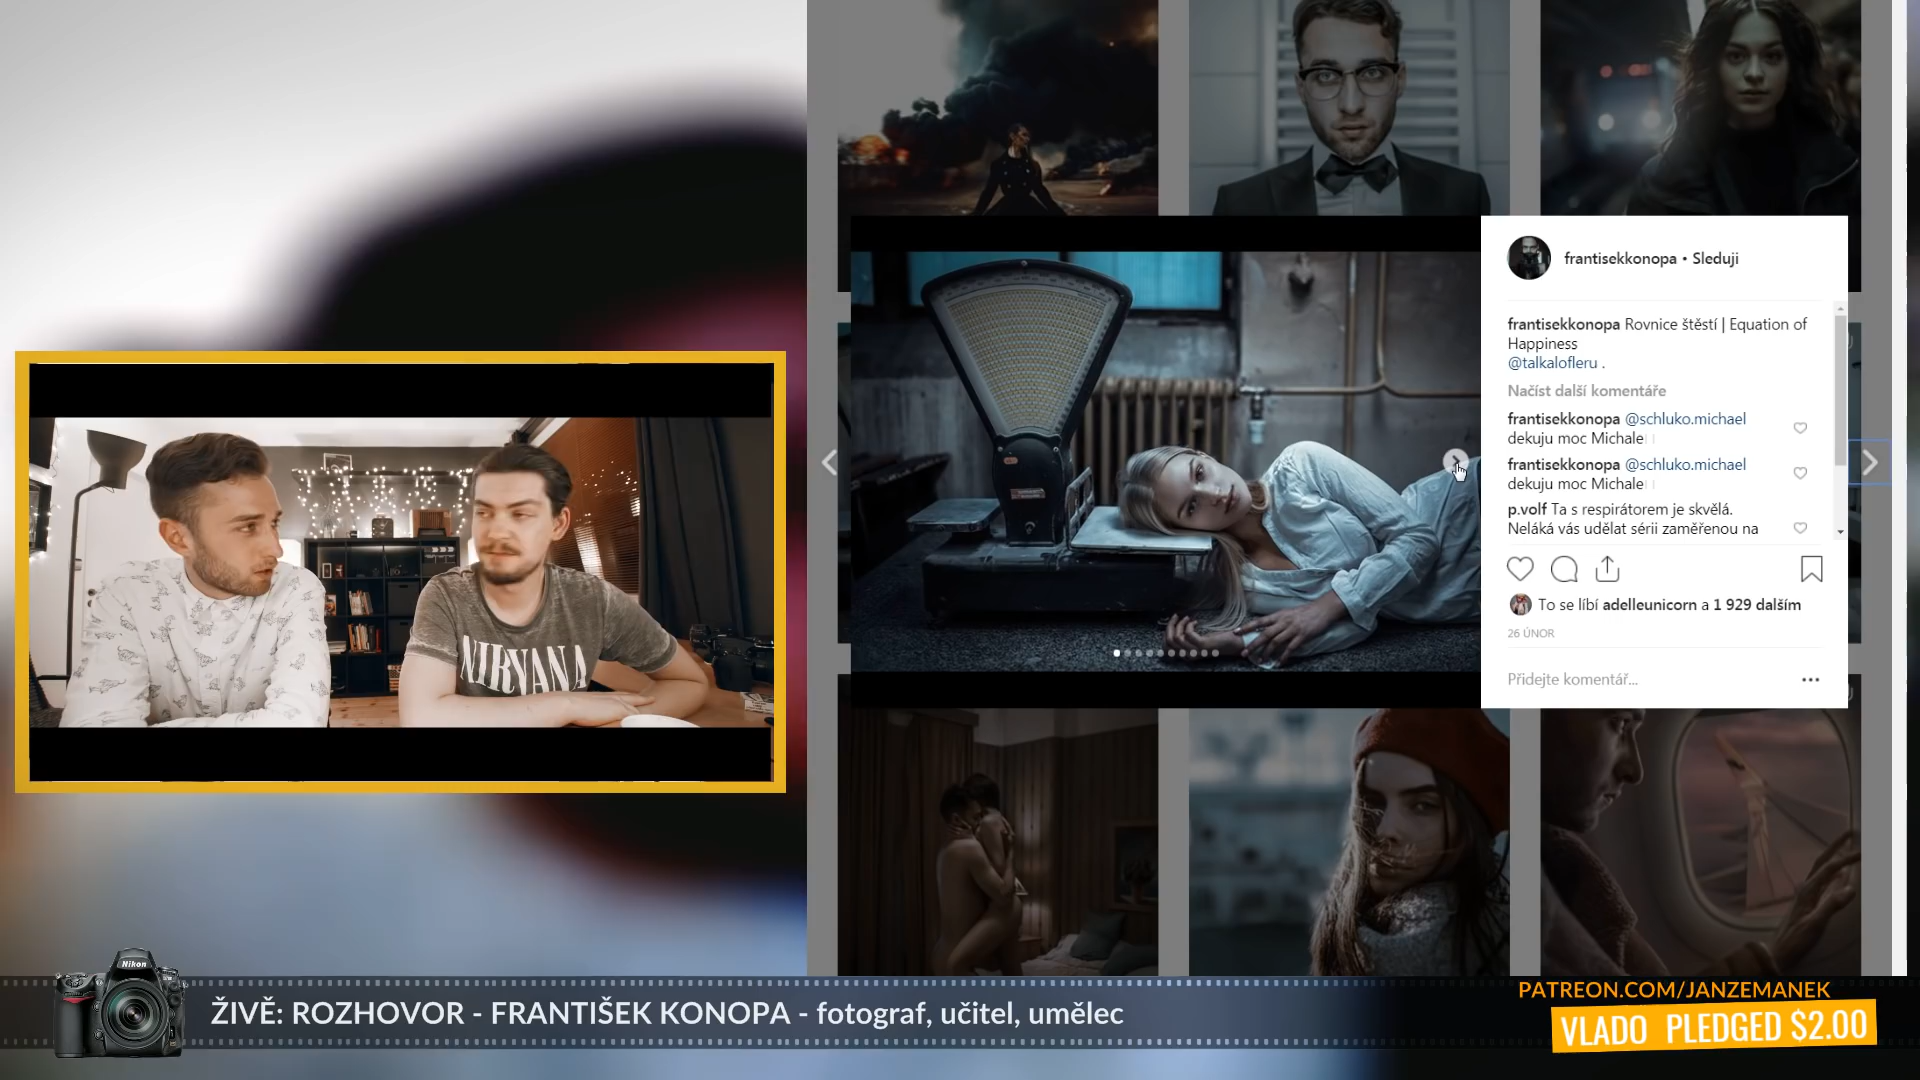 NIRVANA
frantisekkonopa • Sleduji
frantisekkonopa Rovnice štěstí | Equation of
Happiness
@talkalofleru .
Načíst další komentáře
frantisekkonopa @schluko.michael
dekuju moc Michale
frantisekkonopa @schluko.michael
dekuju moc Michale
p.volf Ta s respirátorem je skvělá.
Neláká vás udělat sérii zaměřenou na
To se líbí adelleunicorn a 1 929 dalším
26 ÚNOR
Přidejte komentář...
Nikon
ŽIVĚ: ROZHOVOR - FRANTIŠEK KONOPA - fotograf, učitel, umělec
PATREON.COM/JANZEMANEK
VLADO PLEDGED $2.00